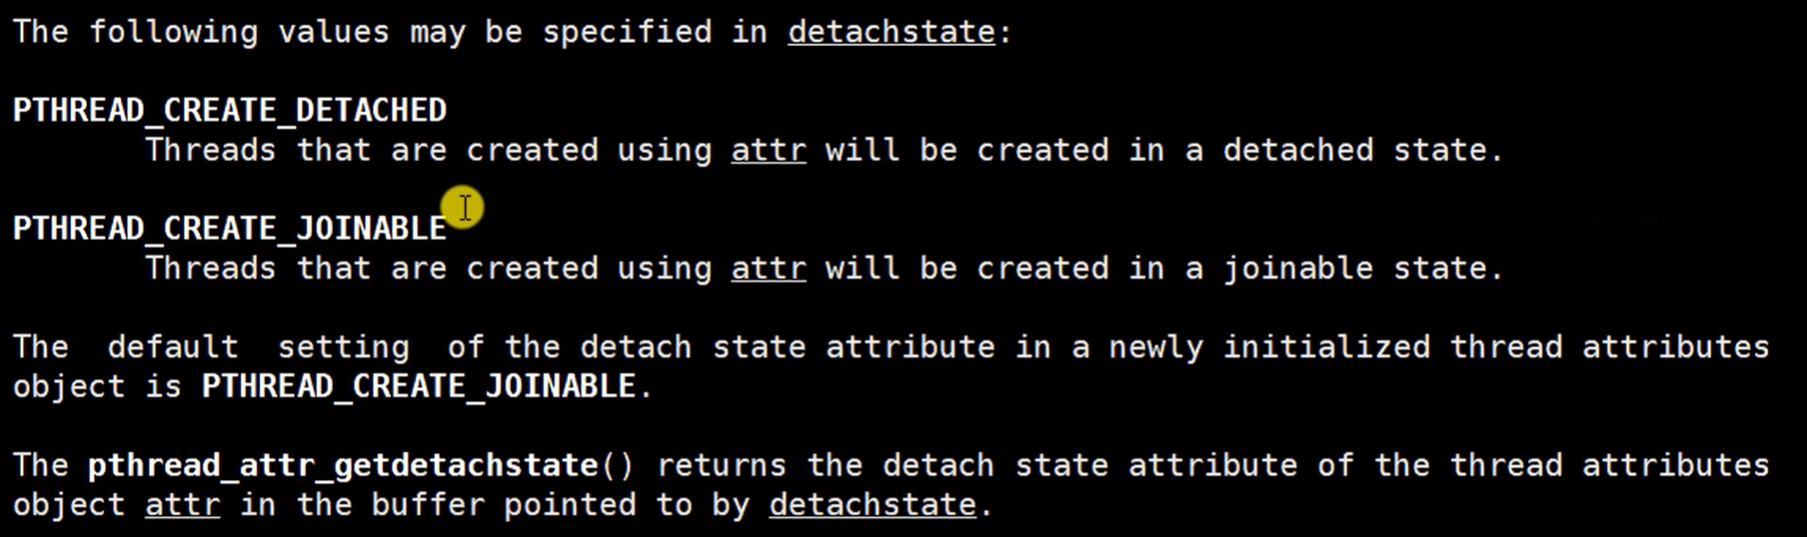 The following values may be specified in detachstate:
PTHREAD_CREATE_DETACHED
Threads that are created using attr will be created in a detached state.
PTHREAD_CREATE_JOINABLE
Threads that are created using attr will be created in a joinable state.
The default setting of the detach state attribute in a newly initialized thread attributes
object is PTHREAD_CREATE_JOINABLE.
The pthread_attr_getdetachstate() returns the detach state attribute of the thread attributes
object attr in the buffer pointed to by detachstate.